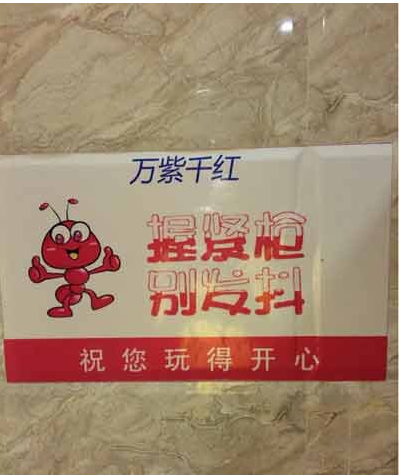 万紫千红
握紧枪
别发抖
祝您玩得开心